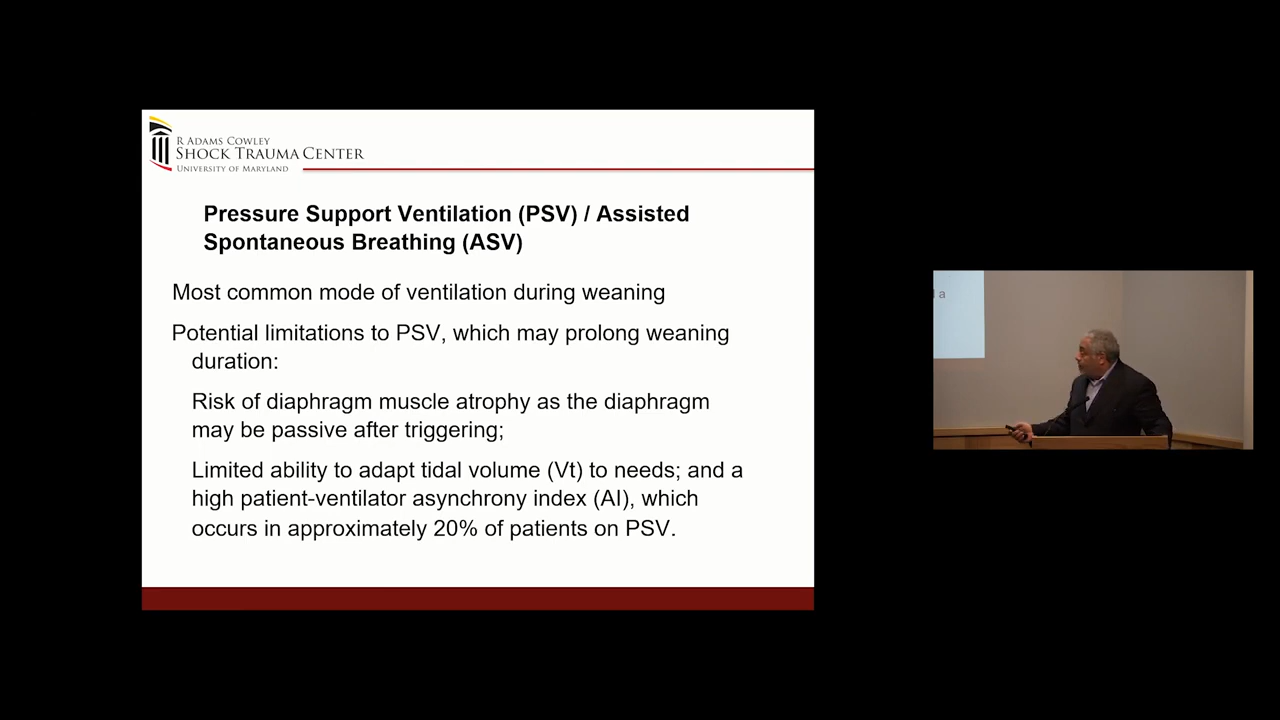 R ADAMS COWLEY
SHOCK TRAUMA CENTER
UNIVERSITY OF MARYLAND
Pressure Support Ventilation (PSV) / Assisted
Spontaneous Breathing (ASV)
Most common mode of ventilation during weaning
Potential limitations to PSV, which may prolong weaning
duration:
Risk of diaphragm muscle atrophy as the diaphragm
may be passive after triggering;
Limited ability to adapt tidal volume (Vt) to needs; and a
high patient-ventilator asynchrony index (AI), which
occurs in approximately 20% of patients on PSV.
a